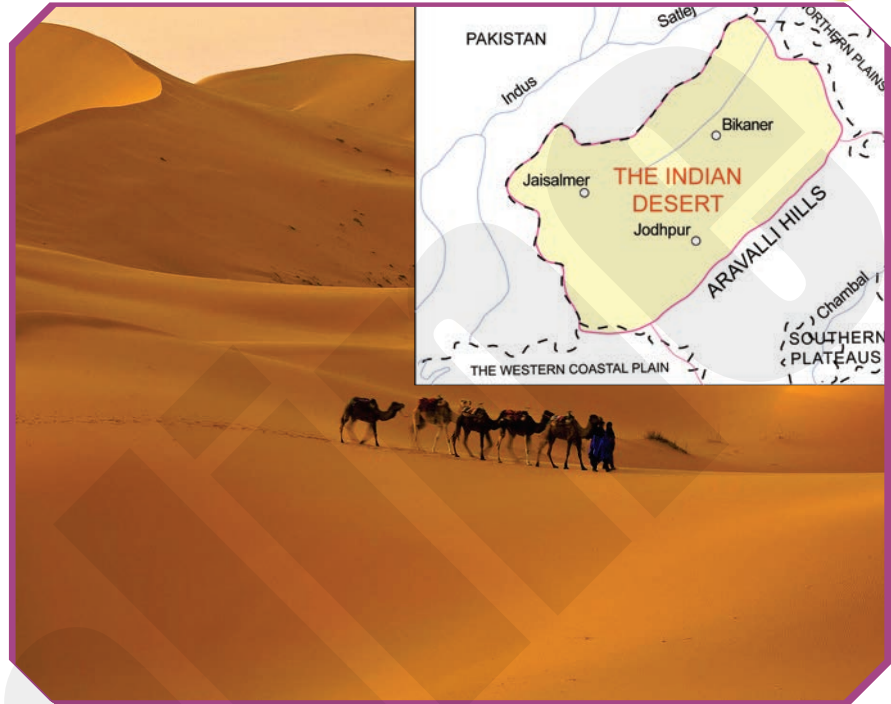 Satlej
NORTHERN PLAINS
PAKISTAN
Indus
Bikaner
Jaisalmer
THE INDIAN
DESERT
Jodhpur
ARAVALLI HILLS
Chambal
SOUTHERN
PLATEAUS
THE WESTERN COASTAL PLAIN